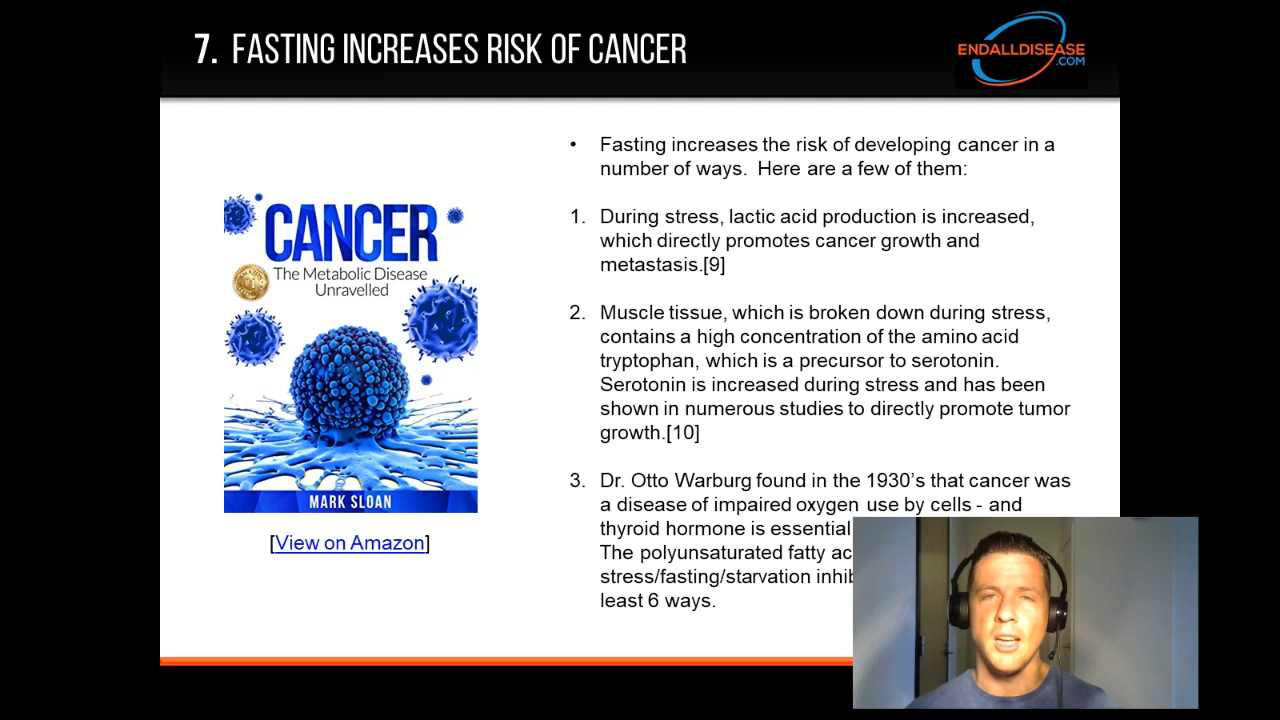 7. FASTING INCREASES RISK OF CANCER
ENDALLDISEASE
.COM
• Fasting increases the risk of developing cancer in a
number of ways. Here are a few of them:
1. During stress, lactic acid production is increased,
which directly promotes cancer growth and
metastasis.[9]
2. Muscle tissue, which is broken down during stress,
contains a high concentration of the amino acid
tryptophan, which is a precursor to serotonin.
Serotonin is increased during stress and has been
shown in numerous studies to directly promote tumor
growth.[10]
3. Dr. Otto Warburg found in the 1930's that cancer was
a disease of impaired oxygen use by cells - and
thyroid hormone is essential
The polyunsaturated fatty
stress/fasting/starvation
least 6 ways.
CANCER
The Metabolic Disease
Unravelled
MARK SLOAN
[View on Amazon]